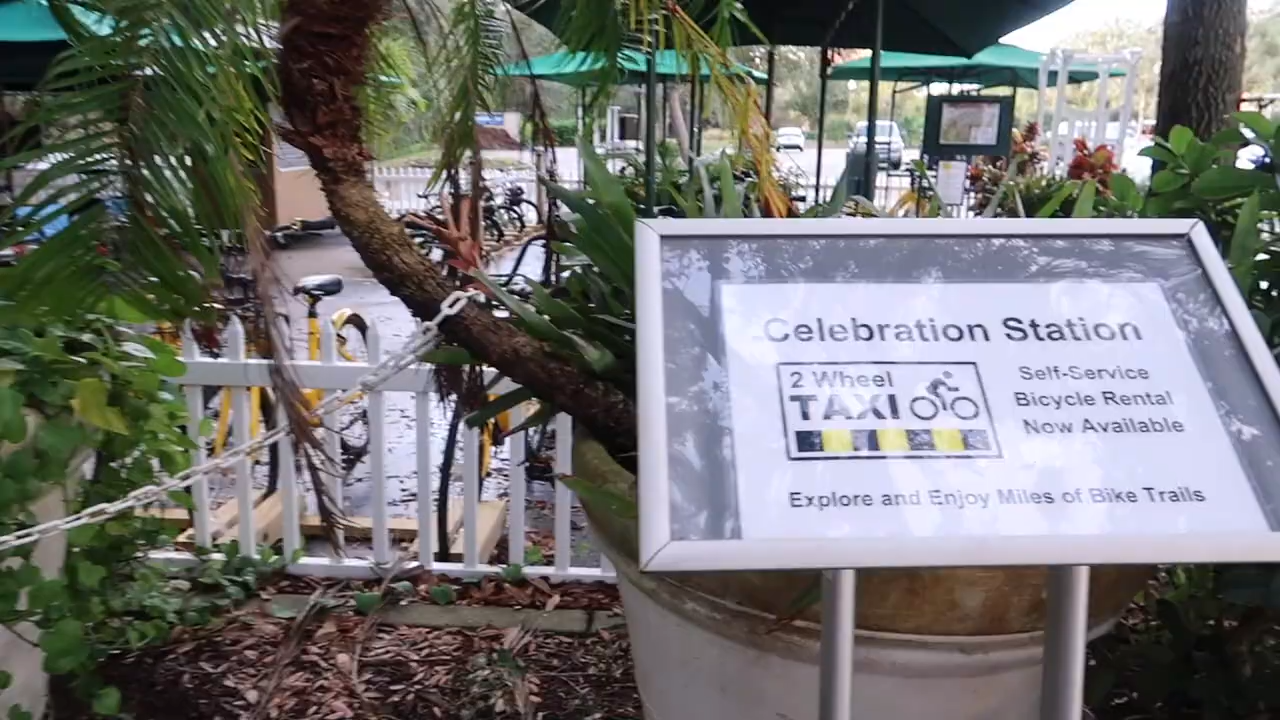 Celebration Station
2 Wheel
TAXI
Self-Service
Bicycle Rental
Now Available
Explore and Enjoy Miles of Bike Trails